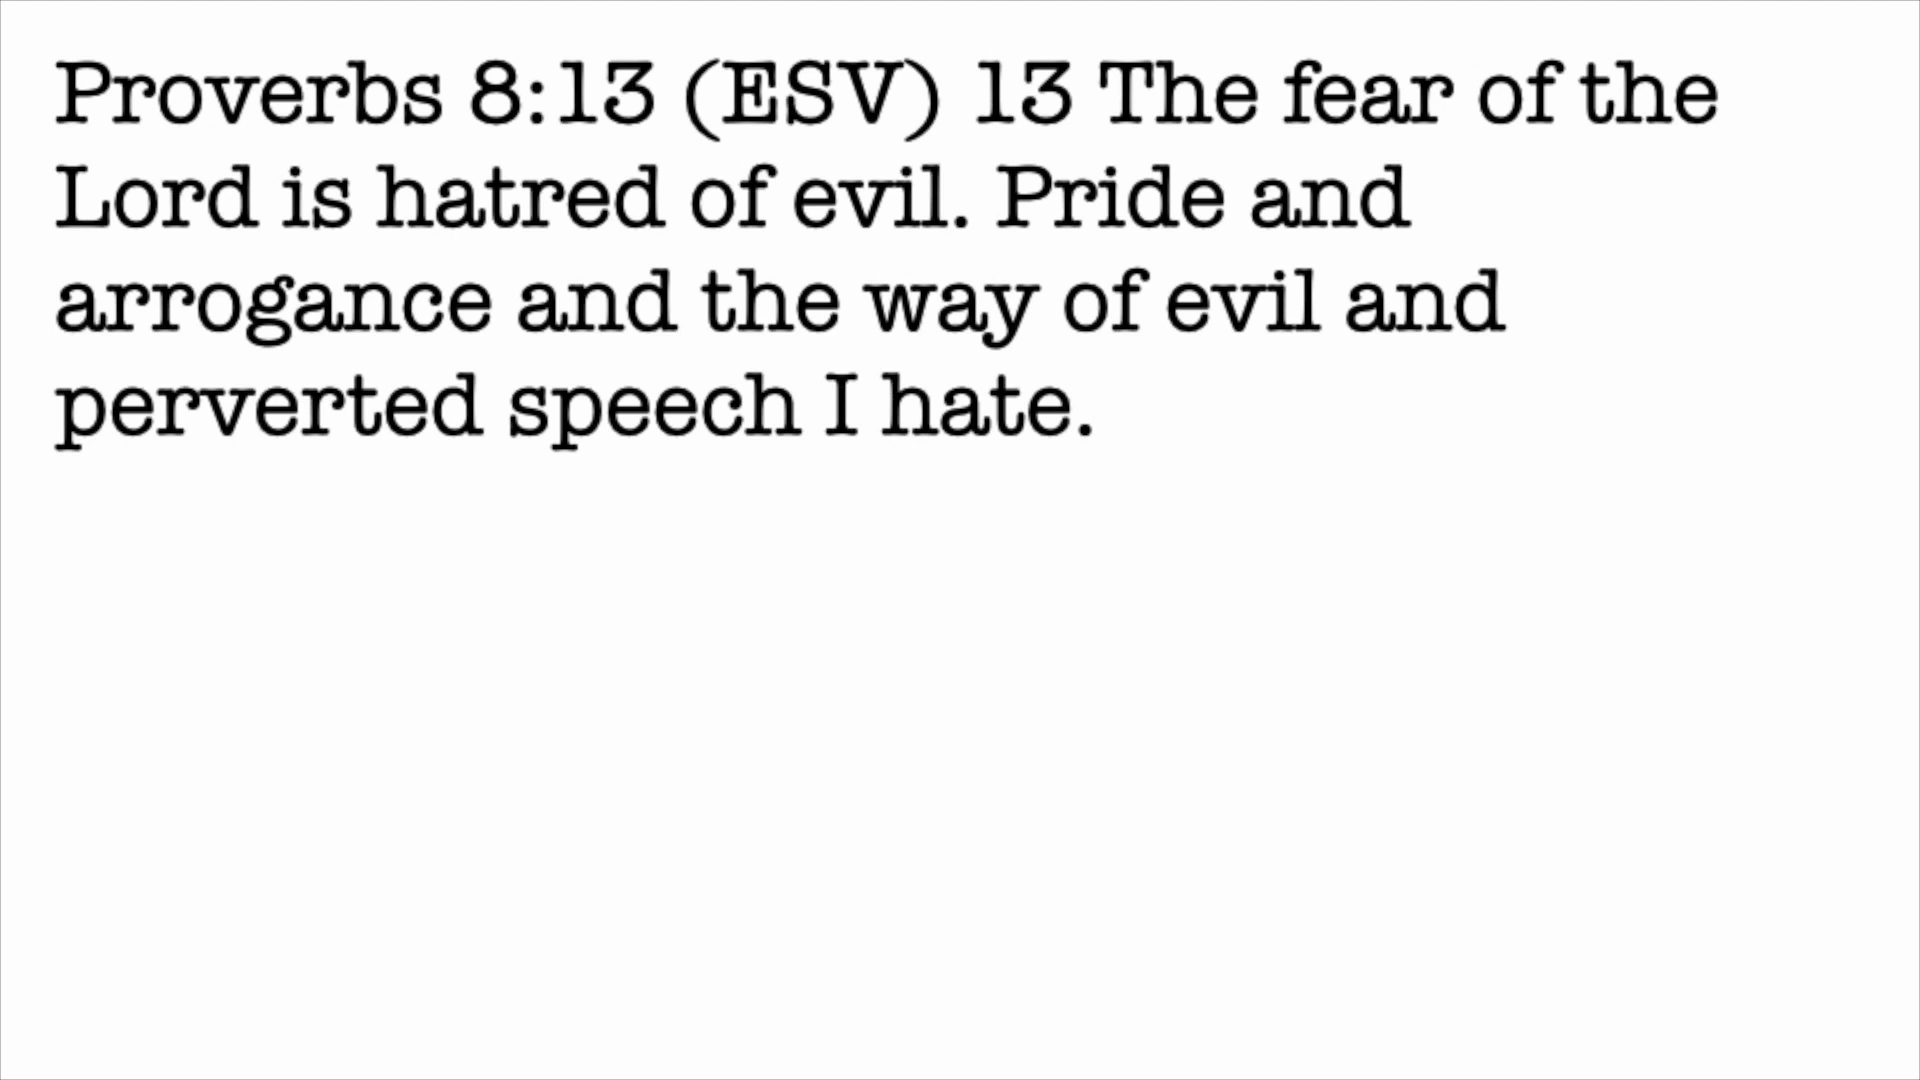 Proverbs 8:13 (ESV) 13 The fear of the
Lord is hatred of evil. Pride and
arrogance and the way of evil and
perverted speech I hate.